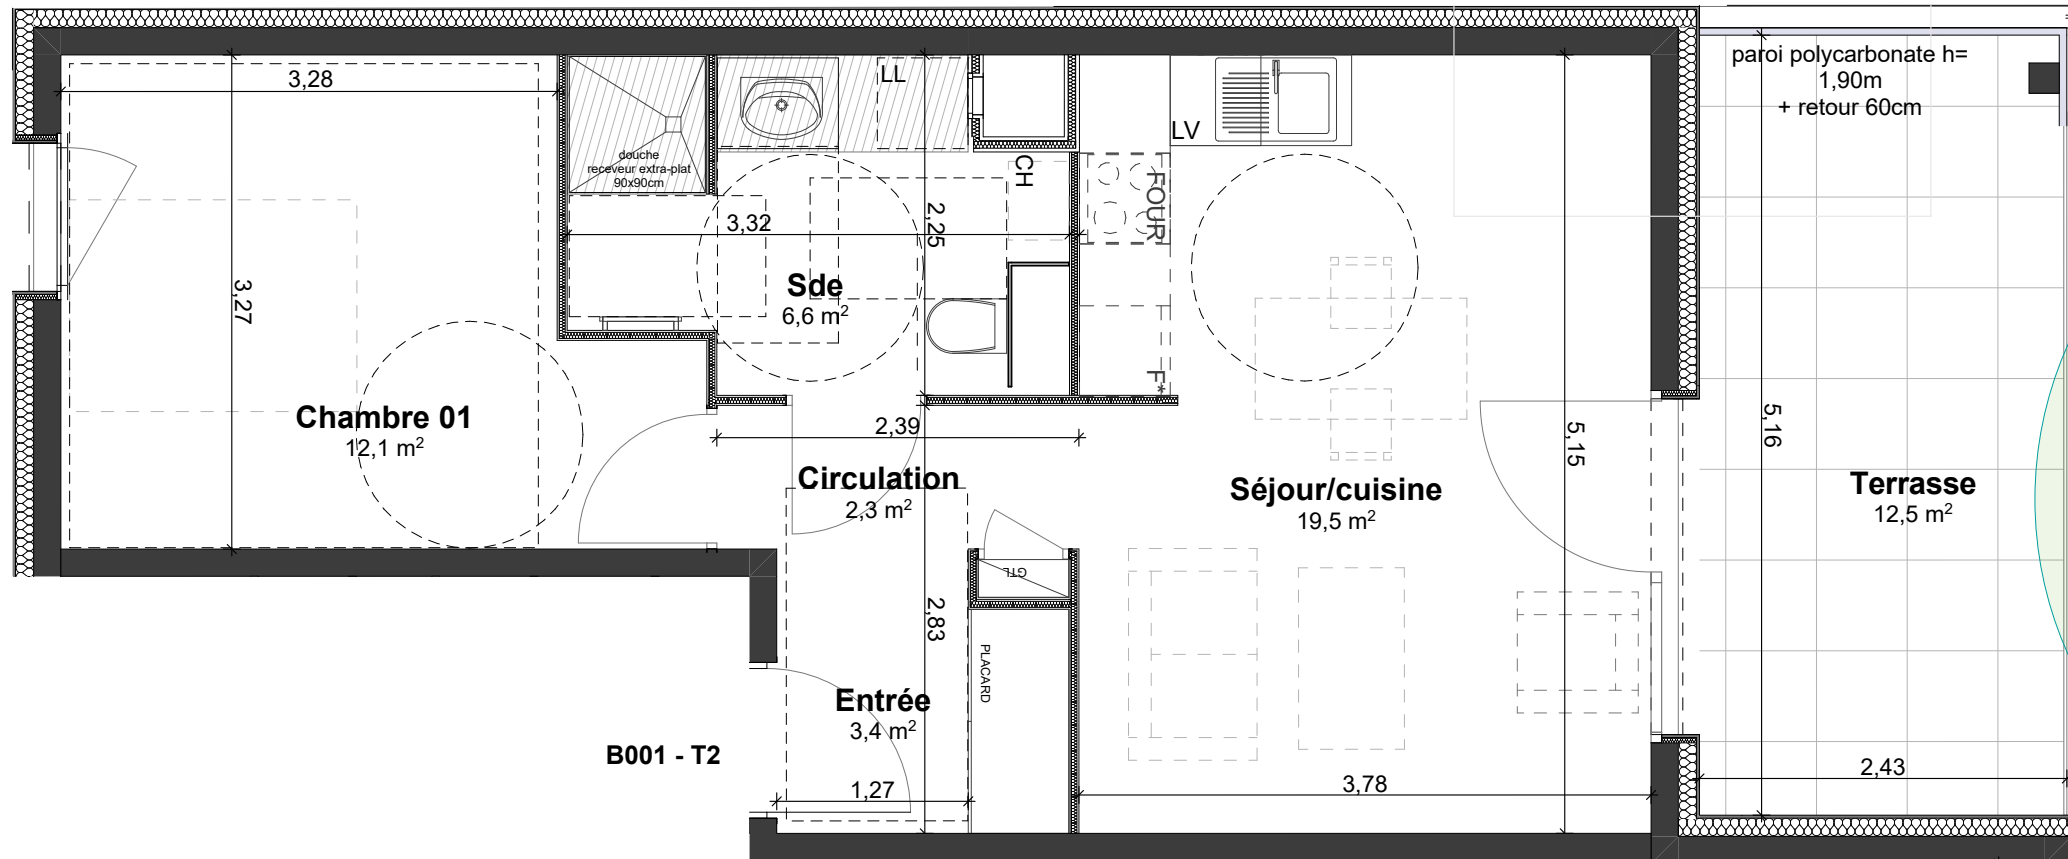 paroi polycarbonate h=
1,90m
+ retour 60cm
3,28
LL
LV
douche
receveur extra-plat
90x90cm
CH
FOUR
3,32
2,25
3,27
Sde
6,6 m²
F*
Chambre 01
12,1 m²
2,39
5,15
5,16
Circulation
2,3 m²
Séjour/cuisine
19,5 m²
Terrasse
12,5 m²
GTL
2,83
PLACARD
Entrée
3,4 m²
B001 - T2
1,27
3,78
2,43